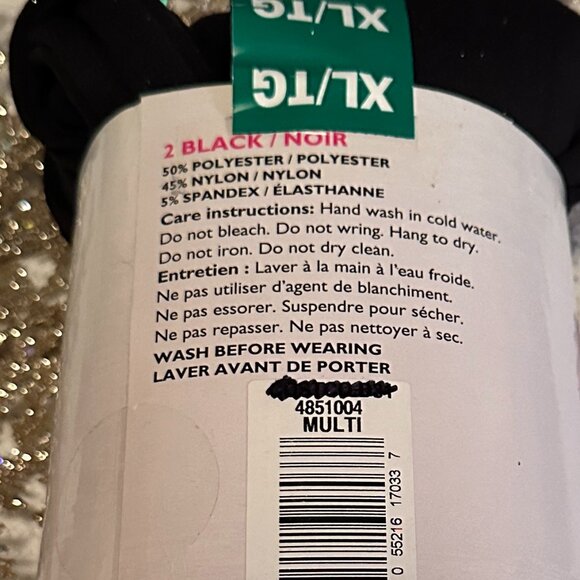 XL/TG
XL/TG
2 BLACK / NOIR
50% POLYESTER / POLYESTER
45% NYLON / NYLON
5% SPANDEX / ÉLASTHANNE
Care instructions: Hand wash in cold water.
Do not bleach. Do not wring. Hang to dry.
Do not iron. Do not dry clean.
Entretien : Laver à la main à l'eau froide.
Ne pas utiliser d'agent de blanchiment.
Ne pas essorer. Suspendre pour sécher.
Ne pas repasser. Ne pas nettoyer à sec.
WASH BEFORE WEARING
LAVER AVANT DE PORTER
4851004
MULTI
0 55216 17033 7